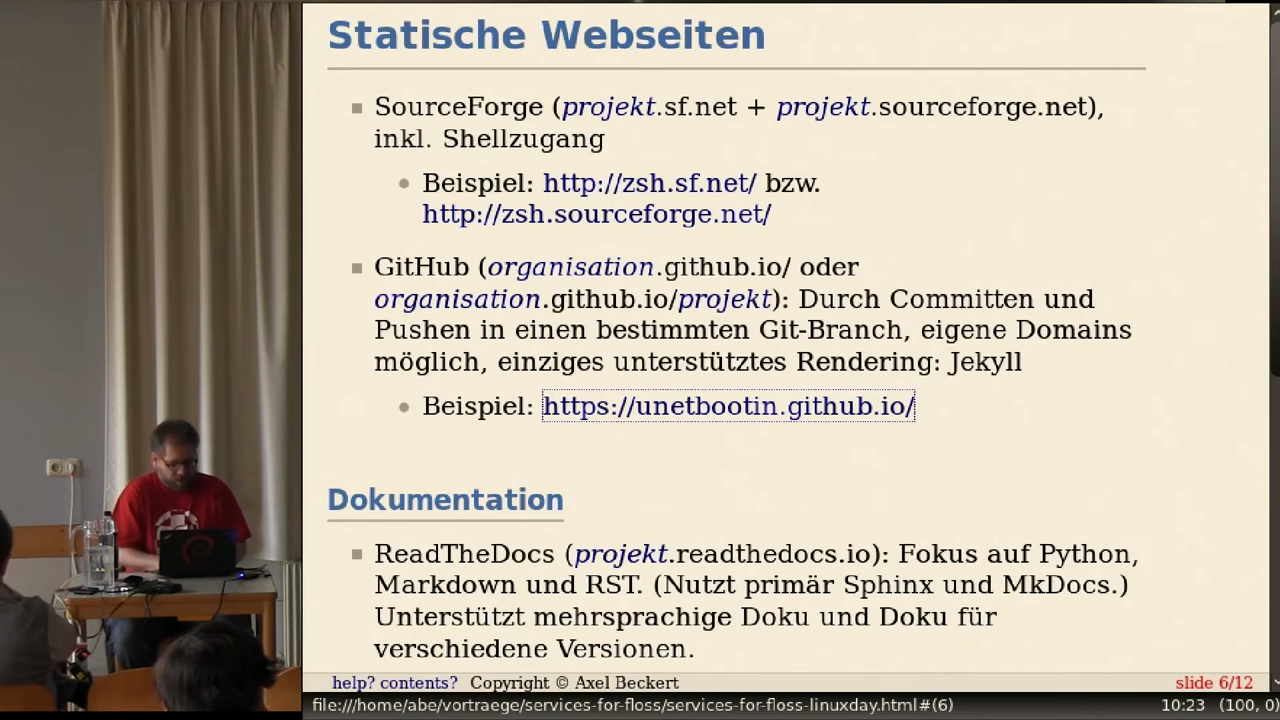 Statische Webseiten
SourceForge (projekt.sf.net + projekt.sourceforge.net),
inkl. Shellzugang
Beispiel: http://zsh.sf.net/ bzw.
http://zsh.sourceforge.net/
GitHub (organisation.github.io/ oder
organisation.github.io/projekt): Durch Committen und
Pushen in einen bestimmten Git-Branch, eigene Domains
möglich, einziges unterstütztes Rendering: Jekyll
Beispiel: https://unetbootin.github.io/
Dokumentation
ReadTheDocs (projekt.readthedocs.io): Fokus auf Python,
Markdown und RST. (Nutzt primär Sphinx und MkDocs.)
Unterstützt mehrsprachige Doku und Doku für
verschiedene Versionen.
help? contents? Copyright © Axel Beckert slide 6/12
file:///home/abe/vortraege/services-for-floss/services-for-floss-linuxday.html#(6) 10:23 (100, 0)